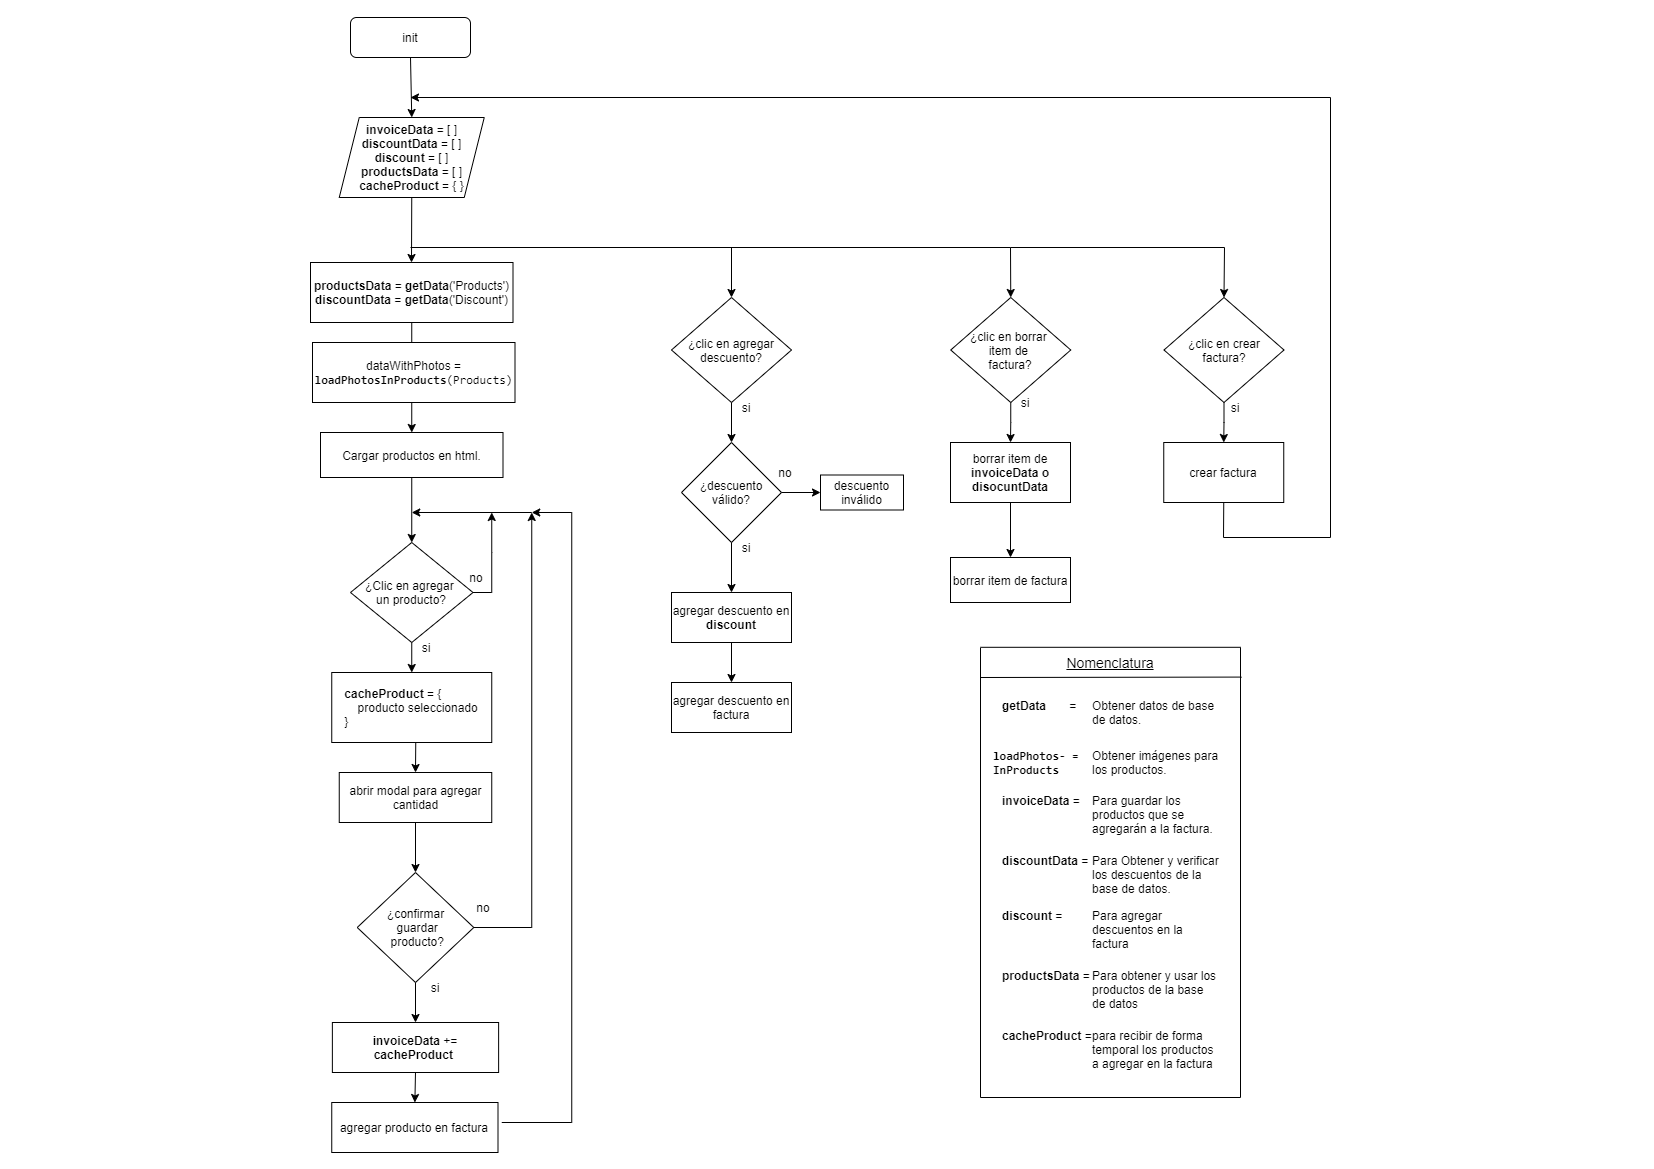 init
invoiceData = [ ]
discountData = [ ]
discount = [ ]
productsData = [ ]
cacheProduct = { }
productsData = getData('Products')
discountData = getData('Discount')
dataWithPhotos =
loadPhotosInProducts(Products)
Cargar productos en html.
¿Clic en agregar
un producto?
no
si
cacheProduct = {
producto seleccionado
}
abrir modal para agregar
cantidad
¿confirmar
guardar
producto?
no
si
invoiceData +=
cacheProduct
agregar producto en factura
¿clic en agregar
descuento?
si
¿descuento
válido?
no
descuento
inválido
si
agregar descuento en
discount
agregar descuento en
factura
¿clic en borrar
item de
factura?
si
borrar item de
invoiceData o
disocuntData
borrar item de factura
¿clic en crear
factura?
si
crear factura
Nomenclatura
getData = Obtener datos de base
de datos.
loadPhotos- = Obtener imágenes para
InProducts los productos.
invoiceData = Para guardar los
productos que se
agregarán a la factura.
discountData = Para Obtener y verificar
los descuentos de la
base de datos.
discount = Para agregar
descuentos en la
factura
productsData = Para obtener y usar los
productos de la base
de datos
cacheProduct = para recibir de forma
temporal los productos
a agregar en la factura